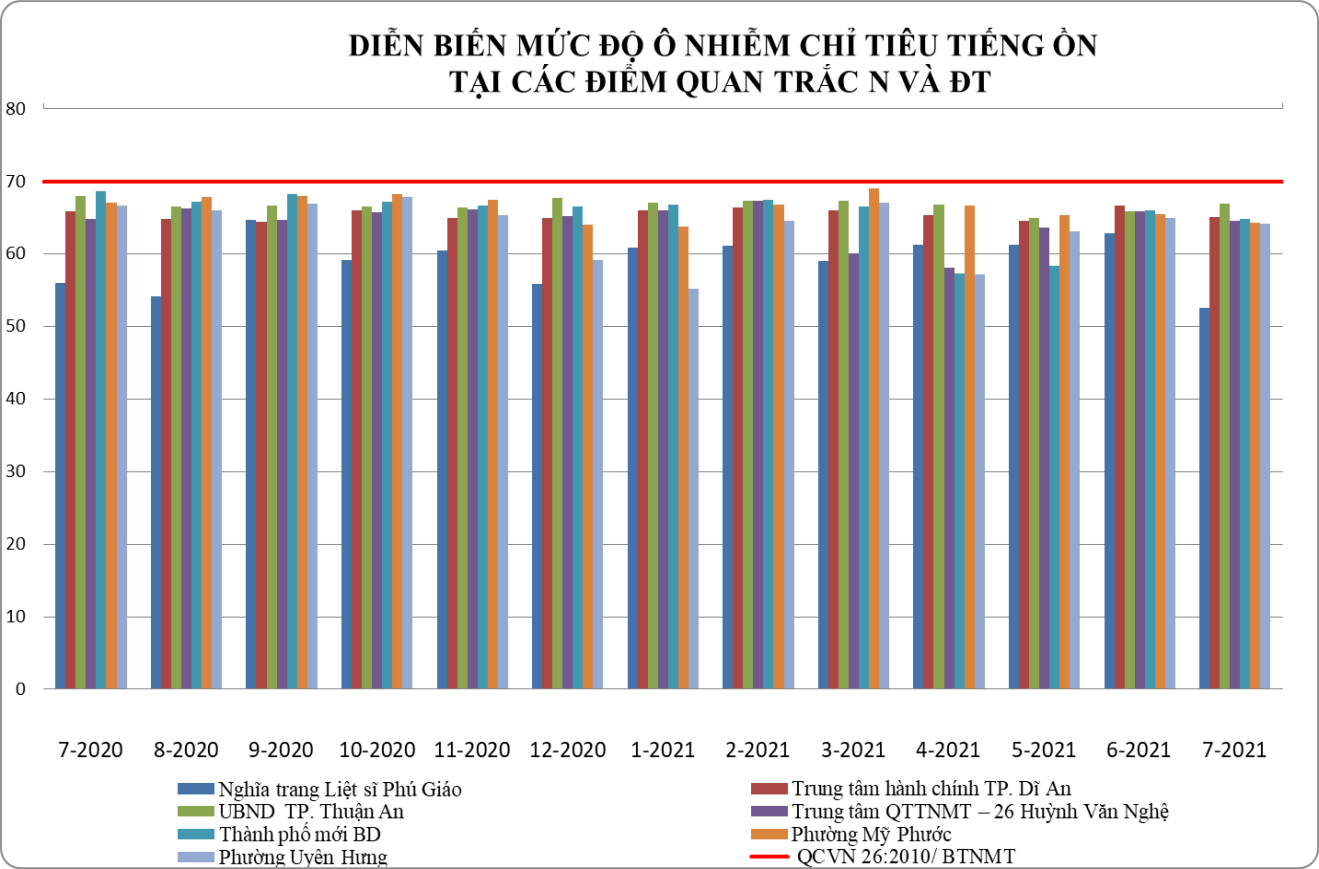 DIỄN BIẾN MỨC ĐỘ Ô NHIỄM CHỈ TIÊU TIẾNG ỒN
TẠI CÁC ĐIỂM QUAN TRẮC N VÀ ĐT
80
70
60
50
40
30
20
10
0
7-2020 8-2020 9-2020 10-2020 11-2020 12-2020 1-2021 2-2021 3-2021 4-2021 5-2021 6-2021 7-2021
Nghĩa trang Liệt sĩ Phú Giáo Trung tâm hành chính TP. Dĩ An
UBND TP. Thuận An Trung tâm QTTNMT – 26 Huỳnh Văn Nghệ
Thành phố mới BD Phường Mỹ Phước
Phường Uyên Hưng QCVN 26:2010/ BTNMT